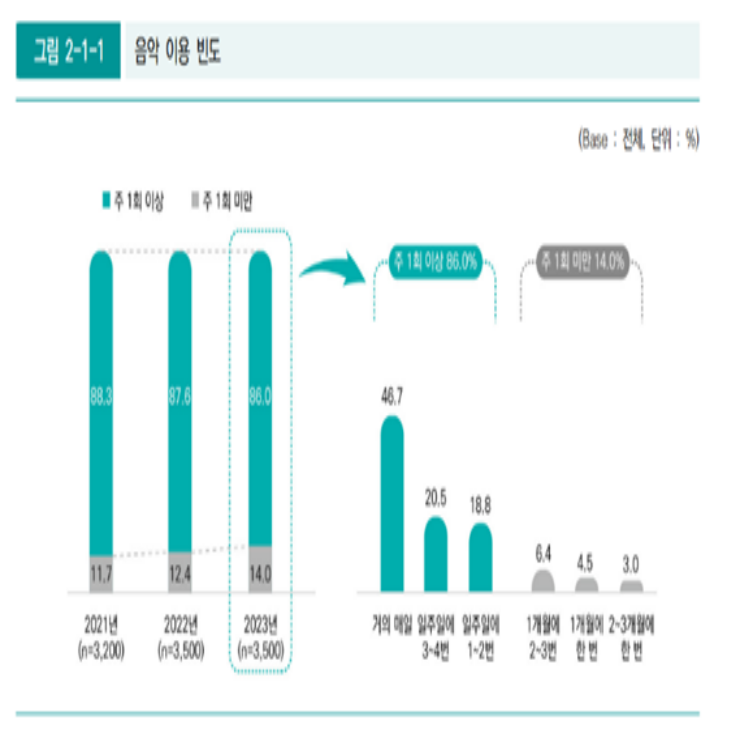 그림 2-1-1 음악 이용 빈도
(Base : 전체, 단위 : %)
주 1회 이상 주 1회 미만
주 1회 이상 86.0% 주 1회 미만 14.0%
88.3 87.6 86.0
11.7 12.4 14.0
46.7
20.5
18.8
6.4
4.5
3.0
2021년 2022년 2023년
(n=3,200) (n=3,500) (n=3,500)
거의 매일 일주일에 일주일에 1개월에 1개월에 2~3개월에
3~4번 1~2번 2~3번 한 번 한 번